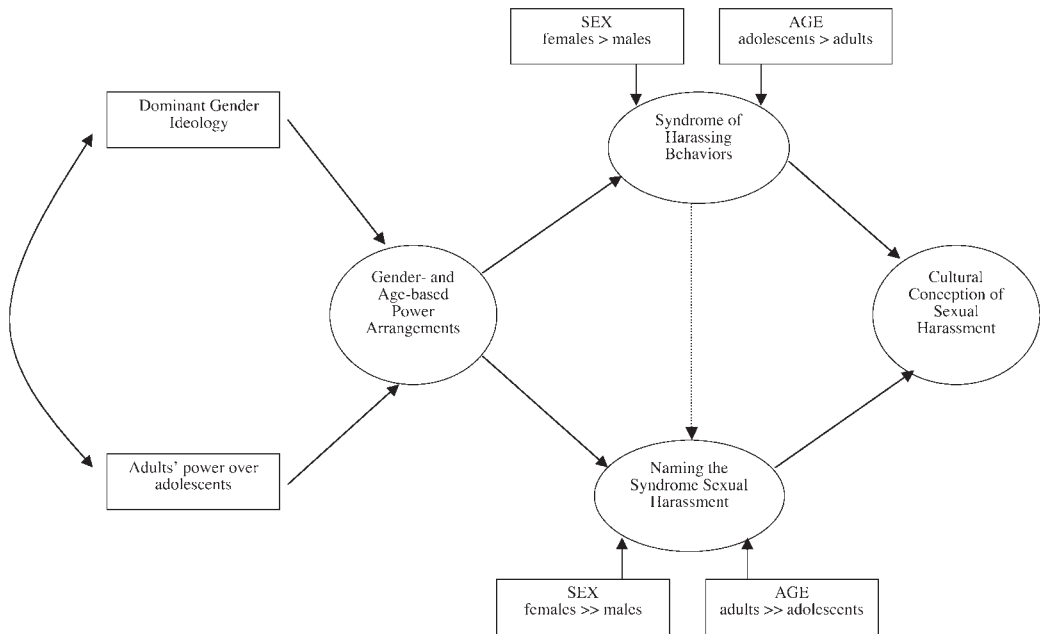 SEX
females > males
AGE
adolescents > adults
Dominant Gender
Ideology
Syndrome of
Harassing
Behaviors
Gender- and
Age-based
Power
Arrangements
Cultural
Conception of
Sexual
Harassment
Adults' power over
adolescents
Naming the
Syndrome Sexual
Harassment
SEX
females >> males
AGE
adults >> adolescents